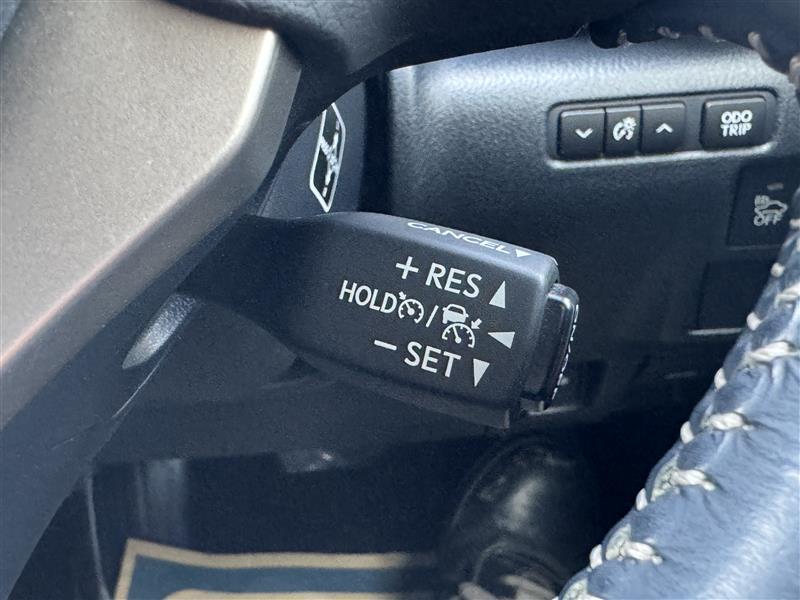 ODO
TRIP
OFF
CANCEL
+ RES
HOLD /
- SET